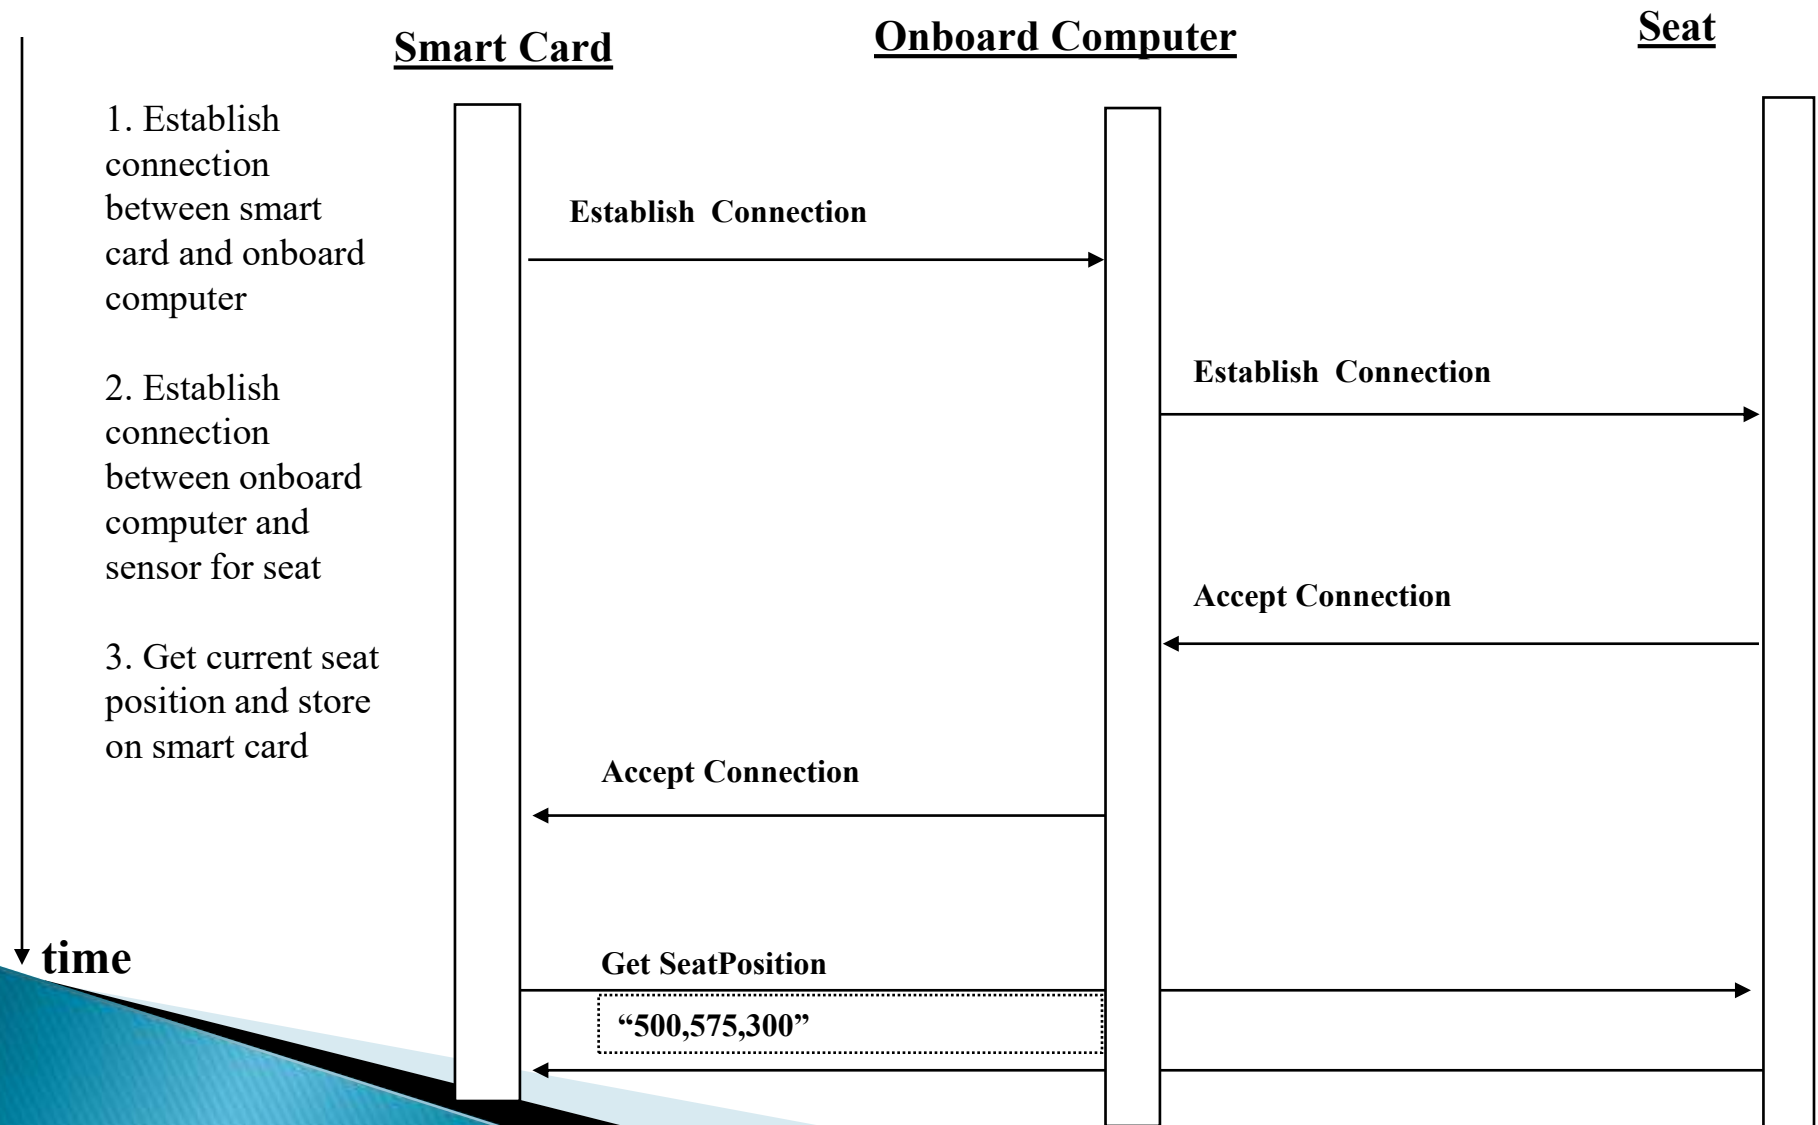 Smart Card
Onboard Computer
Seat
1. Establish
connection
between smart
card and onboard
computer
2. Establish
connection
between onboard
computer and
sensor for seat
3. Get current seat
position and store
on smart card
Establish  Connection
Establish  Connection
Accept Connection
Accept Connection
time
Get SeatPosition
“500,575,300”